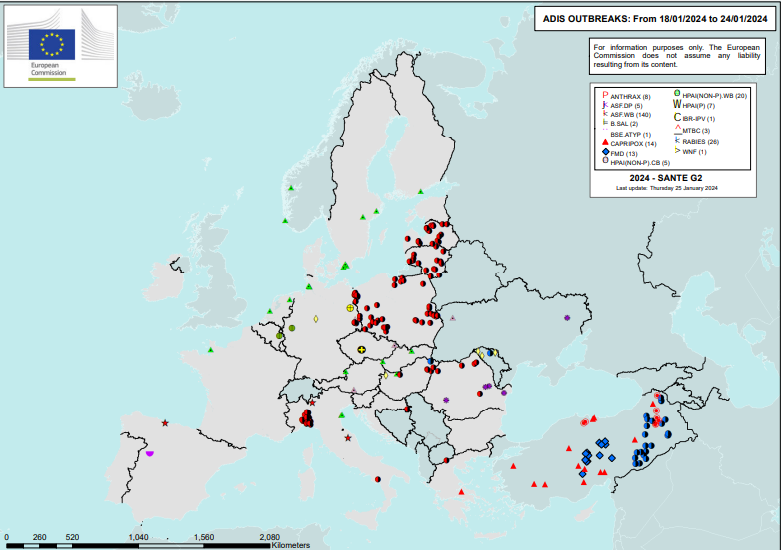 ADIS OUTBREAKS: From 18/01/2024 to 24/01/2024
European
Commission
For information purposes only. The European
Commission does not assume any liability
resulting from its content.
ANTHRAX (8)
ASF.DP (5)
ASF.WB (140)
B.SAL (2)
BSE.ATYP (1)
CAPRIPOX (14)
FMD (13)
HPAI(NON-P).CB (5)
HPAI(NON-P).WB (20)
HPAI(P) (7)
IBR-IPV (1)
MTBC (3)
RABIES (26)
WNF (1)
2024 - SANTE G2
Last update: Thursday 25 January 2024
0 260 520 1,040 1,560 2,080
Kilometers